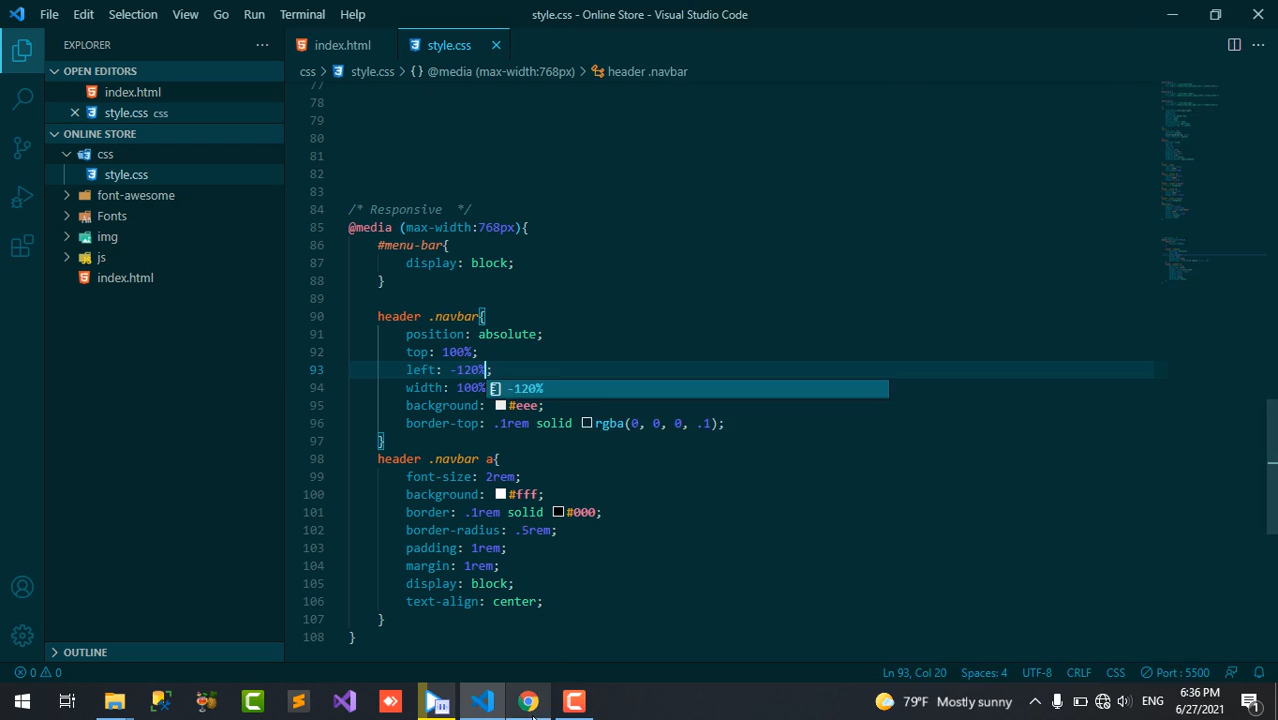 File Edit Selection View Go Run Terminal Help
style.css - Online Store - Visual Studio Code
EXPLORER
OPEN EDITORS
index.html
style.css css
ONLINE STORE
css
style.css
font-awesome
Fonts
img
js
index.html
OUTLINE
index.html style.css
css > style.css > {} @media (max-width:768px) > header .navbar
77
78
79
80
81
82
83
84 /* Responsive */
85 @media (max-width:768px){
86 #menu-bar{
87 display: block;
88 }
89
90 header .navbar{
91 position: absolute;
92 top: 100%;
93 left: -120%;
-120%
94 width: 100%
95 background: #eee;
96 border-top: .1rem solid rgba(0, 0, 0, .1);
97 }
98 header .navbar a{
99 font-size: 2rem;
100 background: #fff;
101 border: .1rem solid #000;
102 border-radius: .5rem;
103 padding: 1rem;
104 margin: 1rem;
105 display: block;
106 text-align: center;
107 }
108 }
0 0 Ln 93, Col 20 Spaces: 4 UTF-8 CRLF CSS Port : 5500
79°F Mostly sunny ENG 6:36 PM
6/27/2021
1